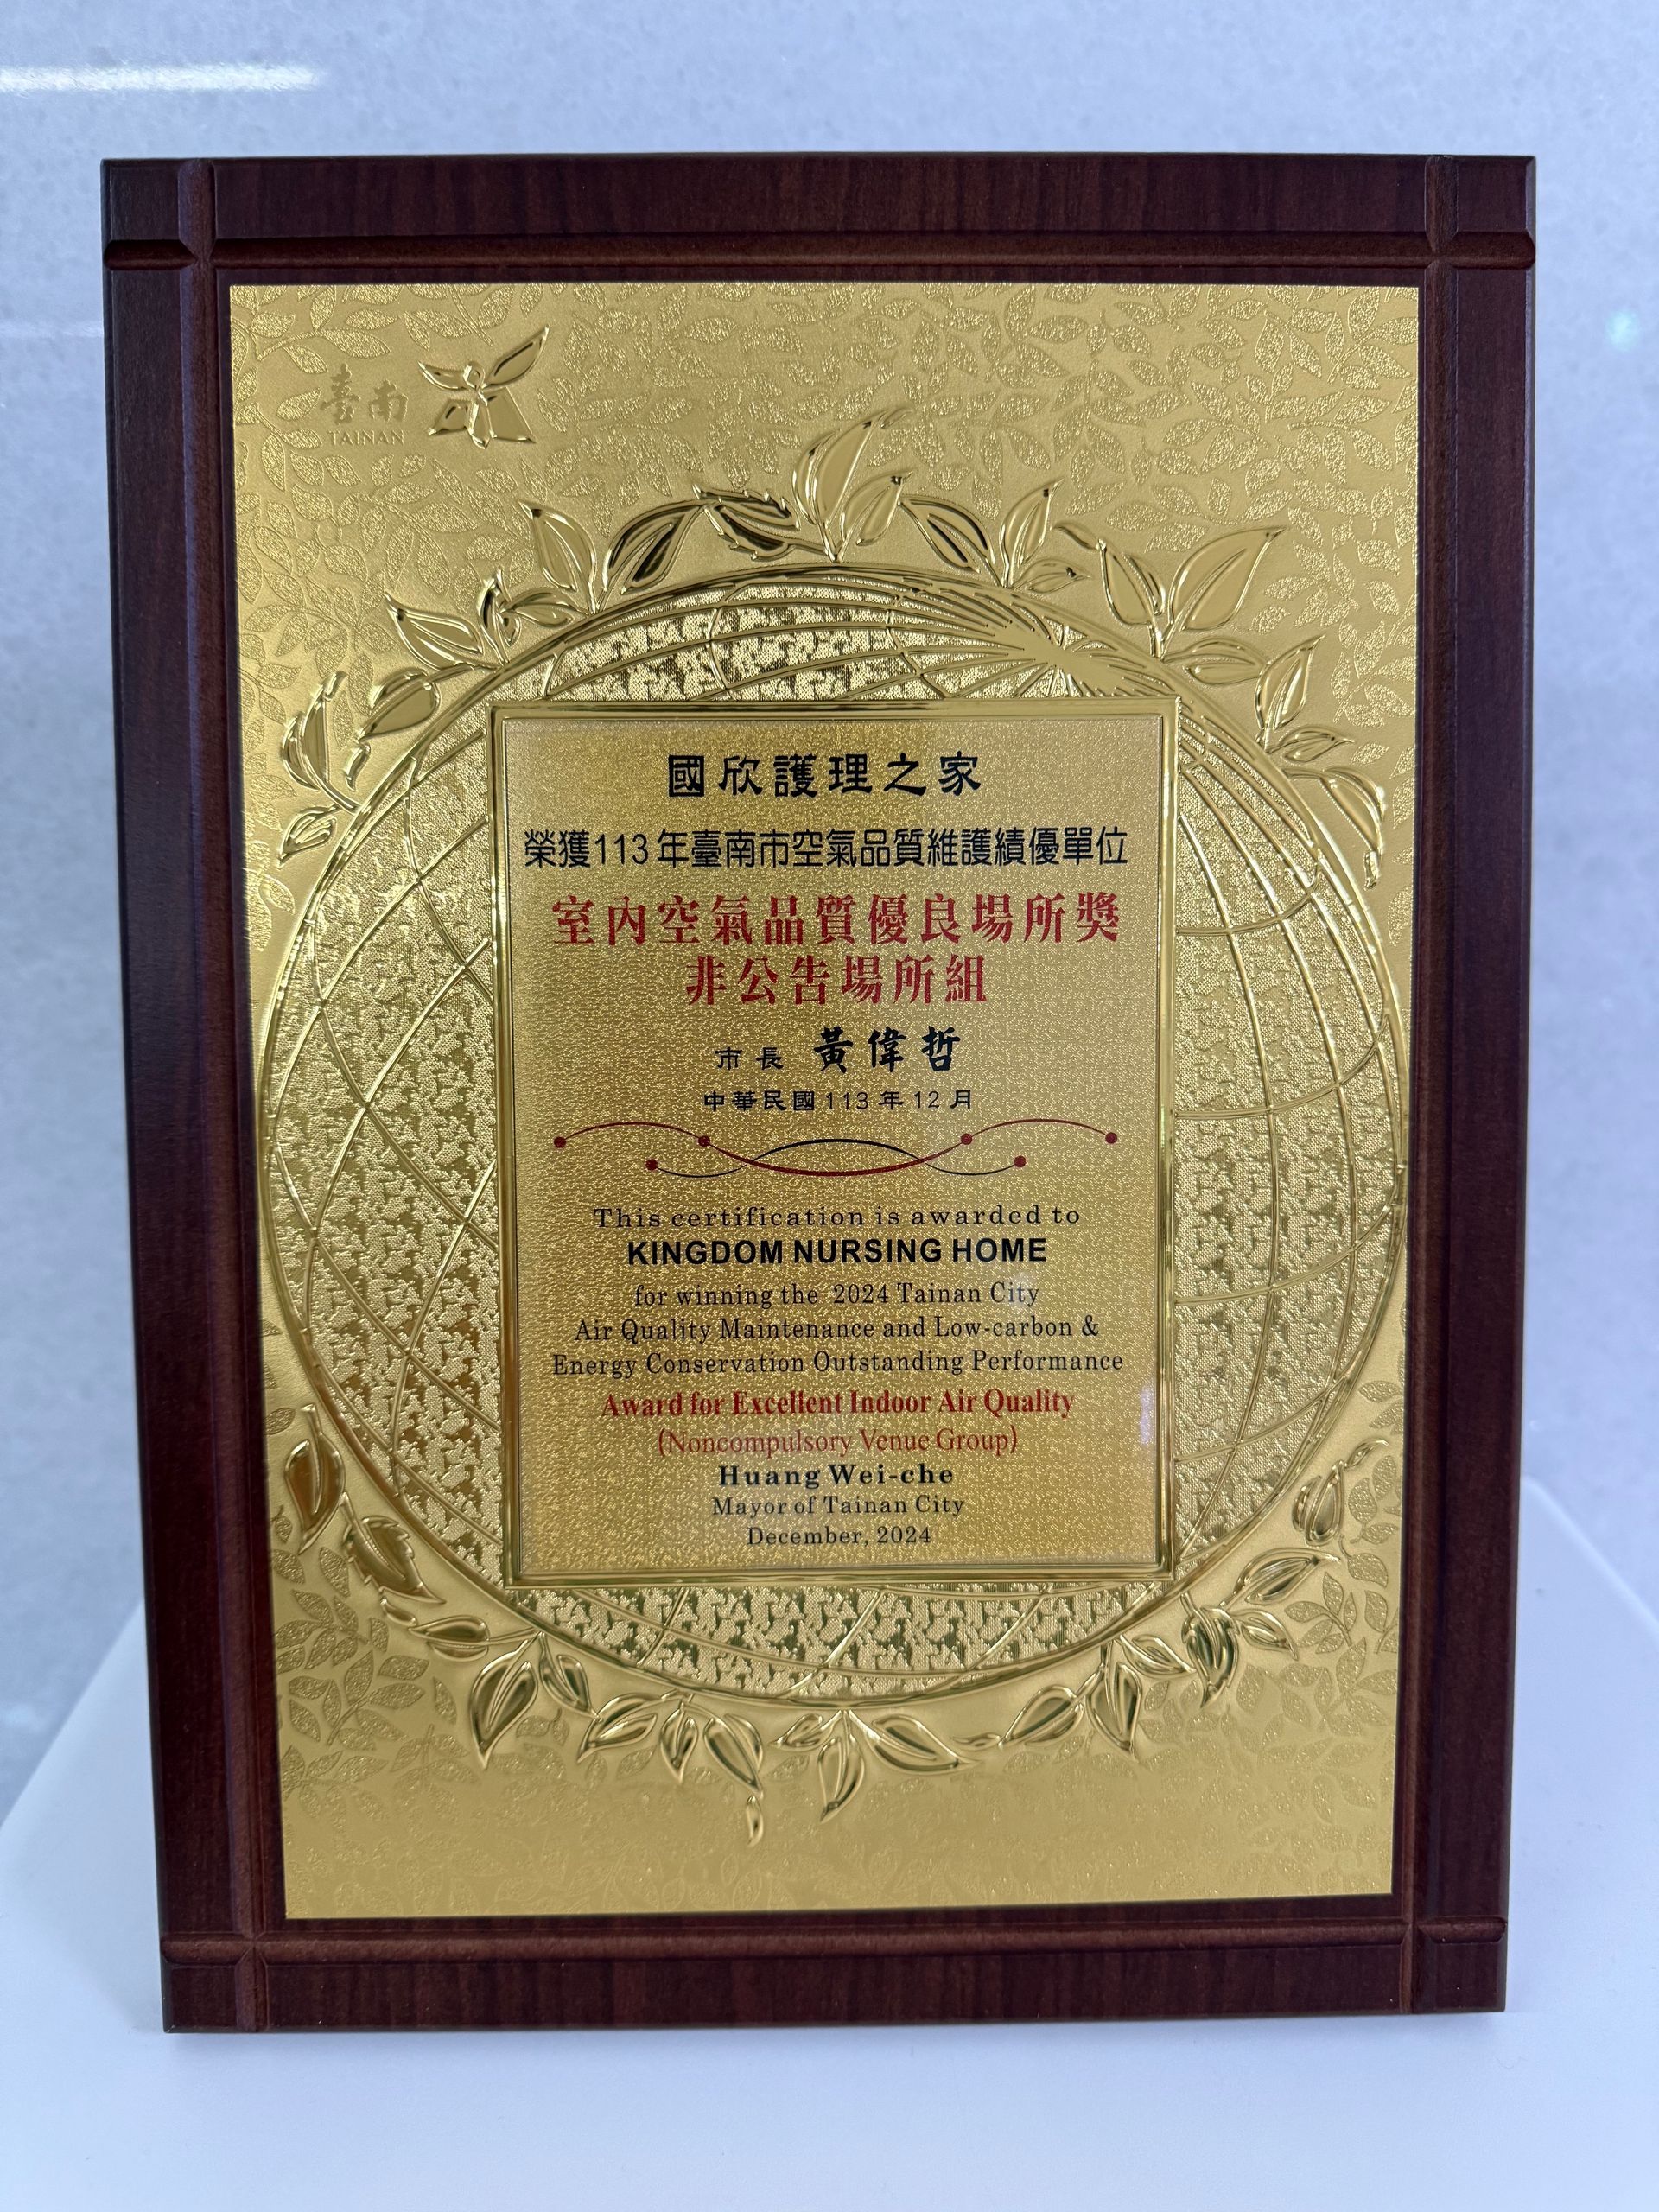 臺南
TAINAN
國欣護理之家
榮獲113年臺南市空氣品質維護績優單位
室內空氣品質優良場所獎
非公告場所組
市長 黃偉哲
中華民國113年12月
This certification is awarded to
KINGDOM NURSING HOME
for winning the 2024 Tainan City
Air Quality Maintenance and Low-carbon &
Energy Conservation Outstanding Performance
Award for Excellent Indoor Air Quality
(Noncompulsory Venue Group)
Huang Wei-che
Mayor of Tainan City
December, 2024